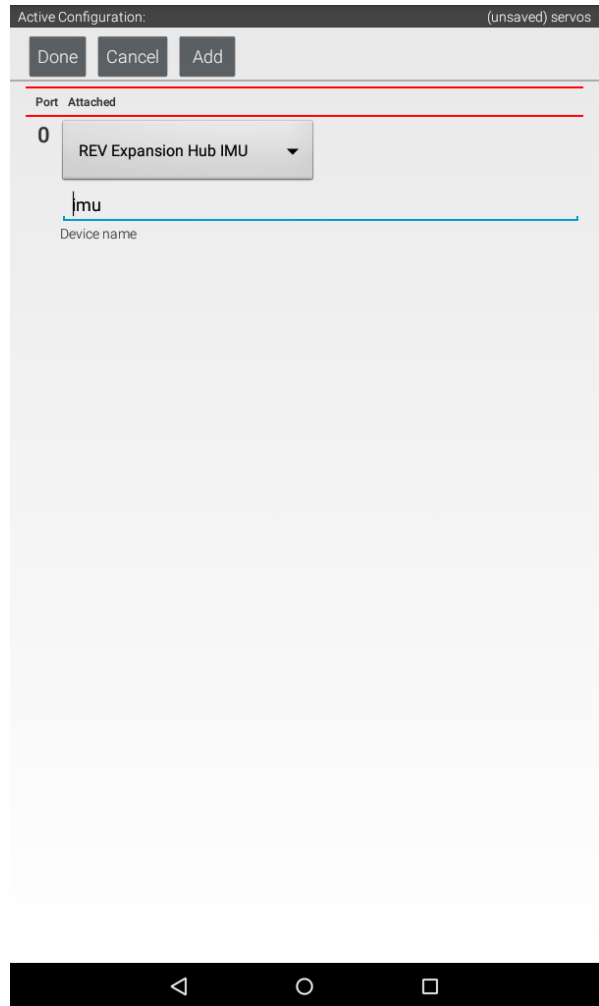 Active Configuration: (unsaved) servos
Done Cancel Add
Port Attached
0 REV Expansion Hub IMU
imu
Device name